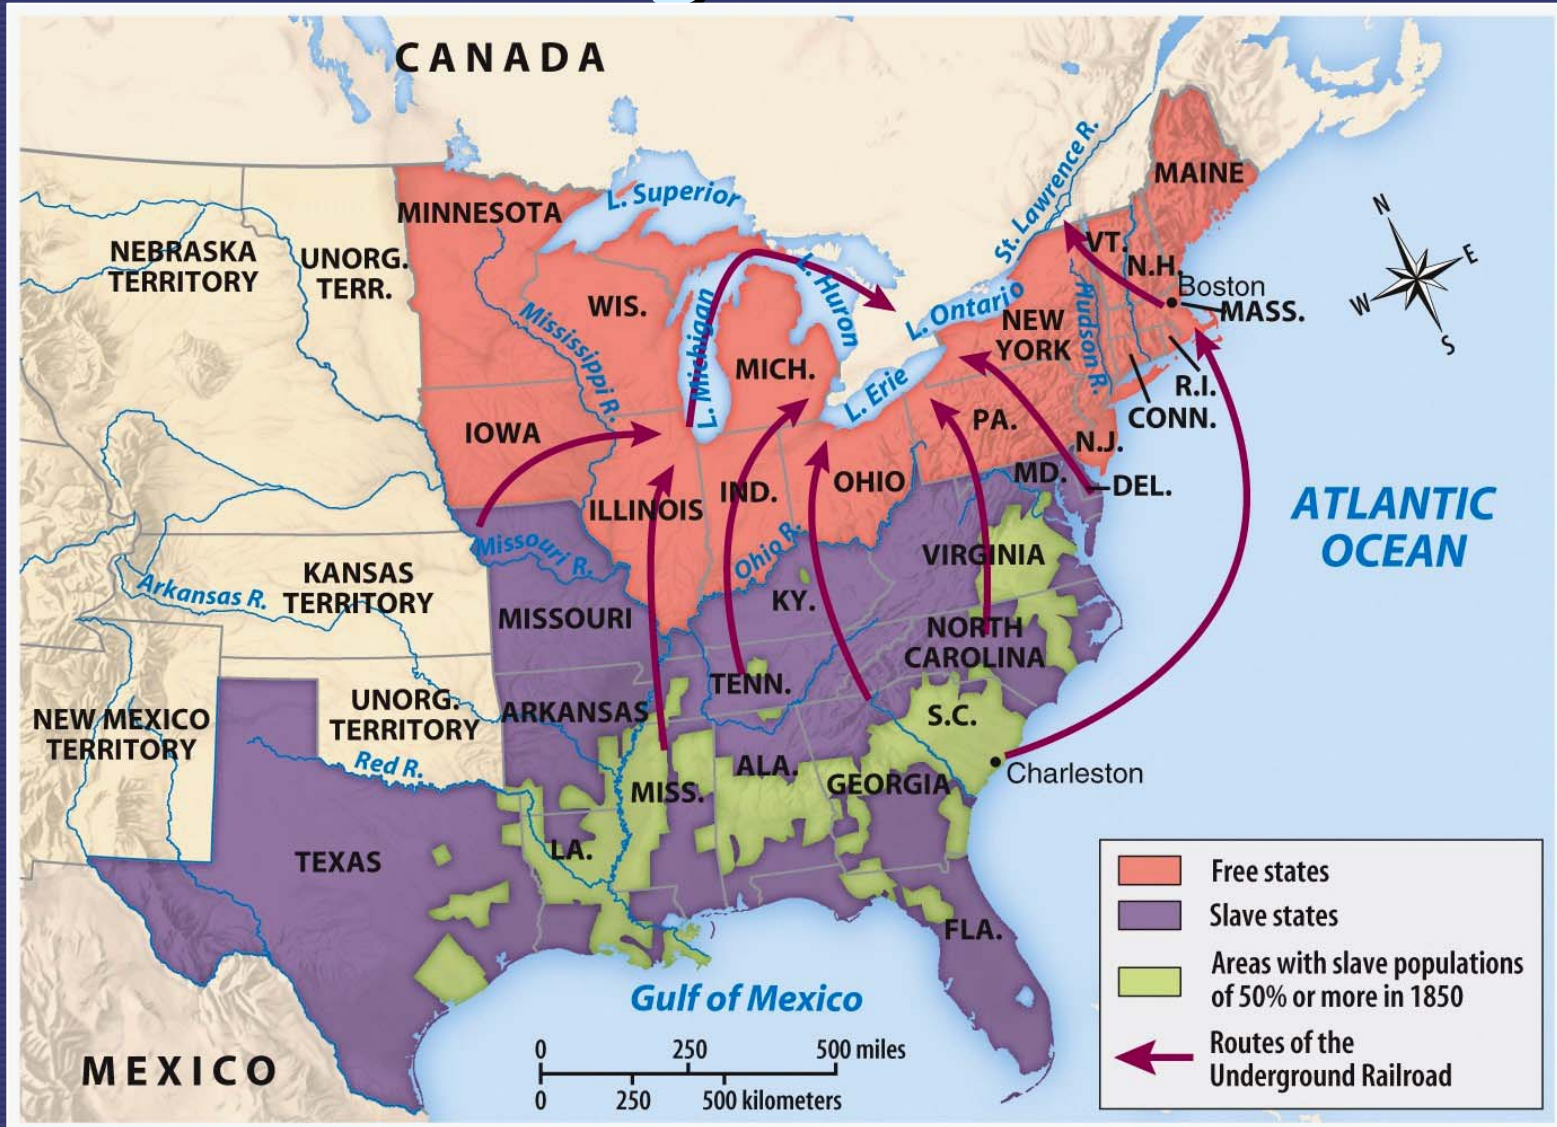 CANADA
MAINE
St. Lawrence R.
L. Superior
MINNESOTA
NEBRASKA
TERRITORY
UNORG.
TERR.
VT.
N.H.
N
E
W
S
Boston
MASS.
WIS.
Mississippi R.
L. Michigan
L. Huron
L. Ontario
NEW
YORK
Hudson R.
MICH.
L. Erie
R.I.
CONN.
IOWA
PA.
N.J.
MD.
DEL.
OHIO
IND.
ILLINOIS
ATLANTIC
OCEAN
Missouri R.
Ohio R.
VIRGINIA
KANSAS
TERRITORY
Arkansas R.
MISSOURI
KY.
NORTH
CAROLINA
TENN.
UNORG.
TERRITORY
ARKANSAS
S.C.
NEW MEXICO
TERRITORY
Red R.
MISS.
ALA.
GEORGIA
Charleston
TEXAS
LA.
FLA.
Gulf of Mexico
MEXICO
0 250 500 miles
0 250 500 kilometers
Free states
Slave states
Areas with slave populations
of 50% or more in 1850
Routes of the
Underground Railroad